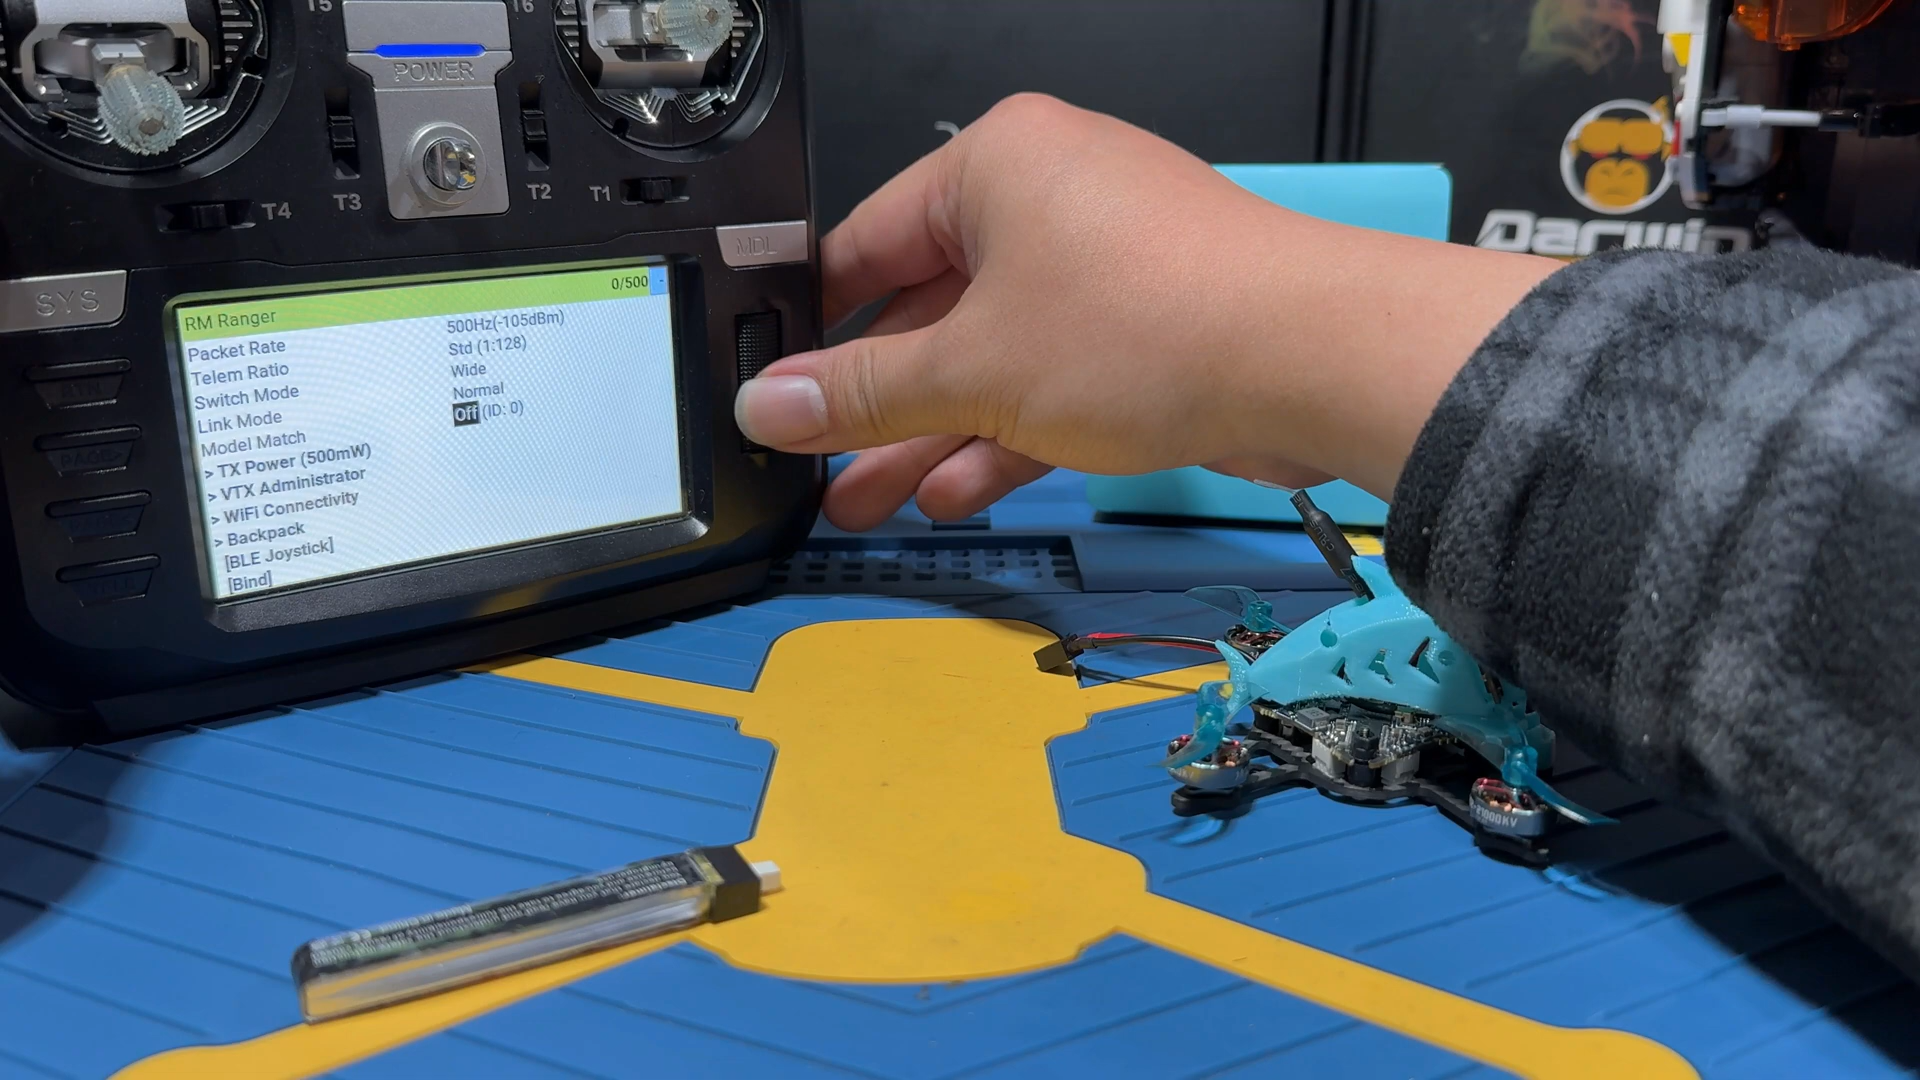 T5
T6
POWER
T4
T3
T2
T1
SYS
MDL
RM Ranger
0/500
-
Packet Rate
500Hz(-105dBm)
Telem Ratio
Std (1:128)
Switch Mode
Wide
Link Mode
Normal
Model Match
Off (ID: 0)
> TX Power (500mW)
> VTX Administrator
> WiFi Connectivity
> Backpack
[BLE Joystick]
[Bind]
PAGE>
Darwin
21000KV